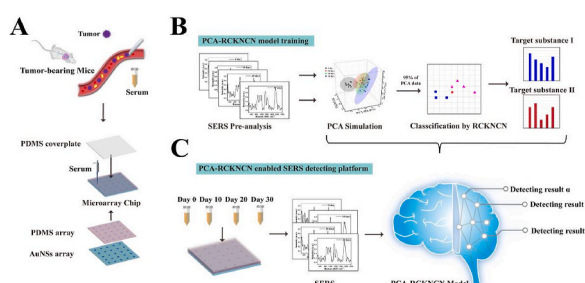 A
Tumor
Tumor-bearing Mice
Serum
PDMS coverplate
Serum
Microarray Chip
PDMS array
AuNSs array
B
PCA-RCKNCN model training
SERS Pre-analysis
PCA Simulation
95% of
PCA data
Classcification by RCKNCN
Target substance I
Target substance II
C
PCA-RCKNCN enabled SERS detecting platform
Day 0 Day 10 Day 20 Day 30
SERS
Detecting result α
Detecting result
Detecting result
PCA-RCKNCN Model